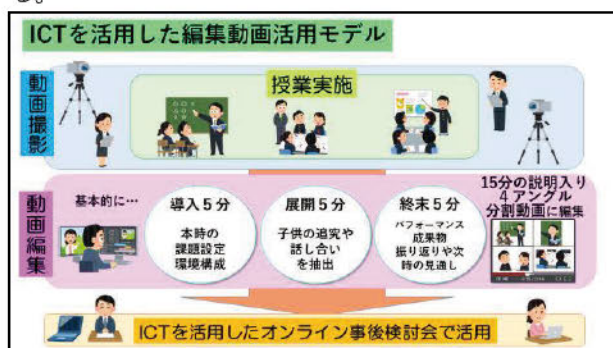 る。
ICTを活用した編集動画活用モデル
動画撮影
授業実施
動画編集
基本的に…
導入5分
本時の
課題設定
環境構成
展開5分
子供の追究や
話し合い
を抽出
終末5分
パフォーマンス
成果物
振り返りや次
時の見通し
15分の説明入り
4アングル
分割動画に編集
ICTを活用したオンライン事後検討会で活用